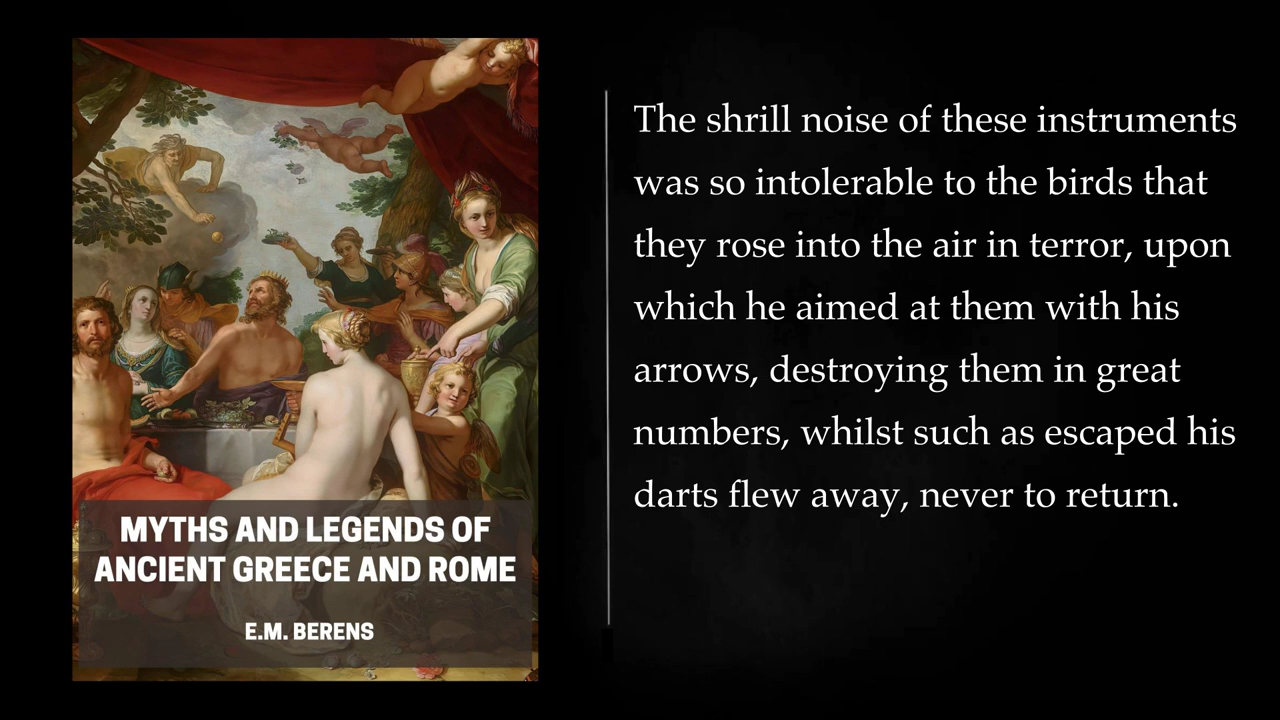 MYTHS AND LEGENDS OF
ANCIENT GREECE AND ROME
E.M. BERENS
The shrill noise of these instruments
was so intolerable to the birds that
they rose into the air in terror, upon
which he aimed at them with his
arrows, destroying them in great
numbers, whilst such as escaped his
darts flew away, never to return.